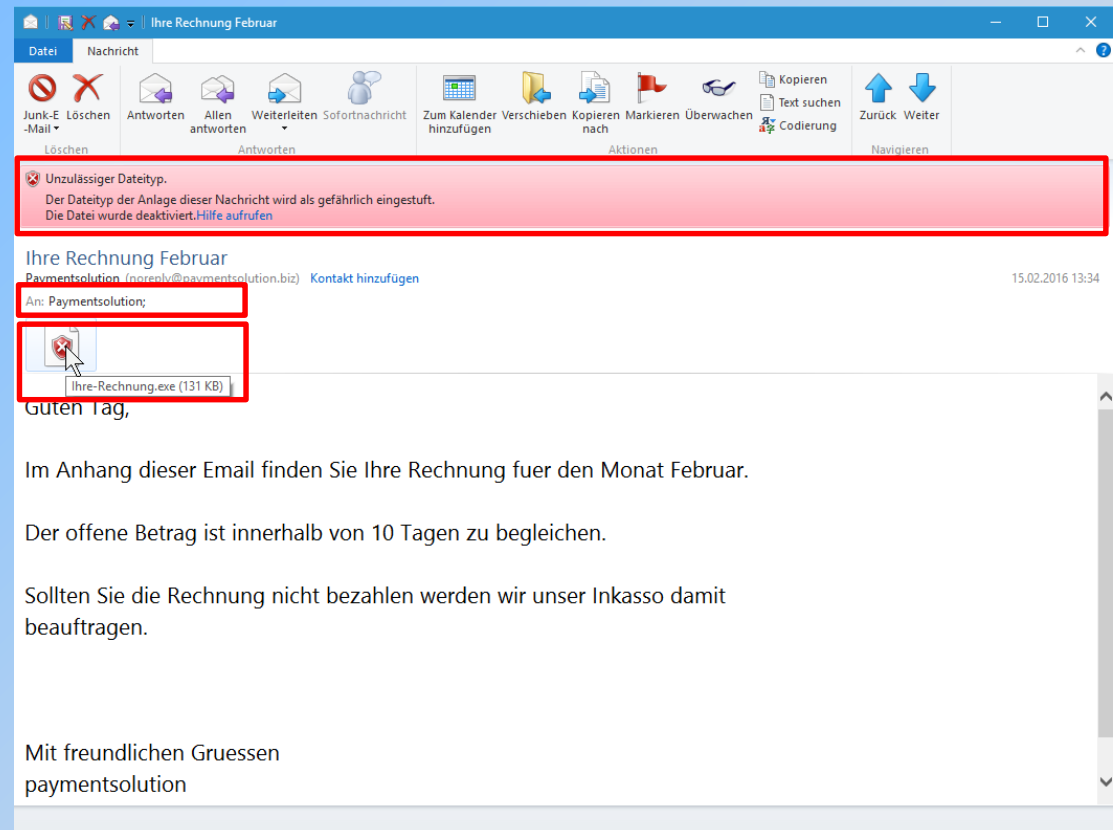 Ihre Rechnung Februar
Datei Nachricht
Junk-E-Mail Löschen Antworten Allen antworten Weiterleiten Sofortnachricht Zum Kalender hinzufügen Verschieben Kopieren nach Markieren Überwachen
Kopieren
Text suchen
Codierung
Zurück Weiter
Löschen Antworten Aktionen Navigieren
Unzulässiger Dateityp.
Der Dateityp der Anlage dieser Nachricht wird als gefährlich eingestuft.
Die Datei wurde deaktiviert.Hilfe aufrufen
Ihre Rechnung Februar
Paymentsolution (noreply@paymentsolution.biz) Kontakt hinzufügen 15.02.2016 13:34
An: Paymentsolution;
Ihre-Rechnung.exe (131 KB)
Guten Tag,
Im Anhang dieser Email finden Sie Ihre Rechnung fuer den Monat Februar.
Der offene Betrag ist innerhalb von 10 Tagen zu begleichen.
Sollten Sie die Rechnung nicht bezahlen werden wir unser Inkasso damit
beauftragen.
Mit freundlichen Gruessen
paymentsolution